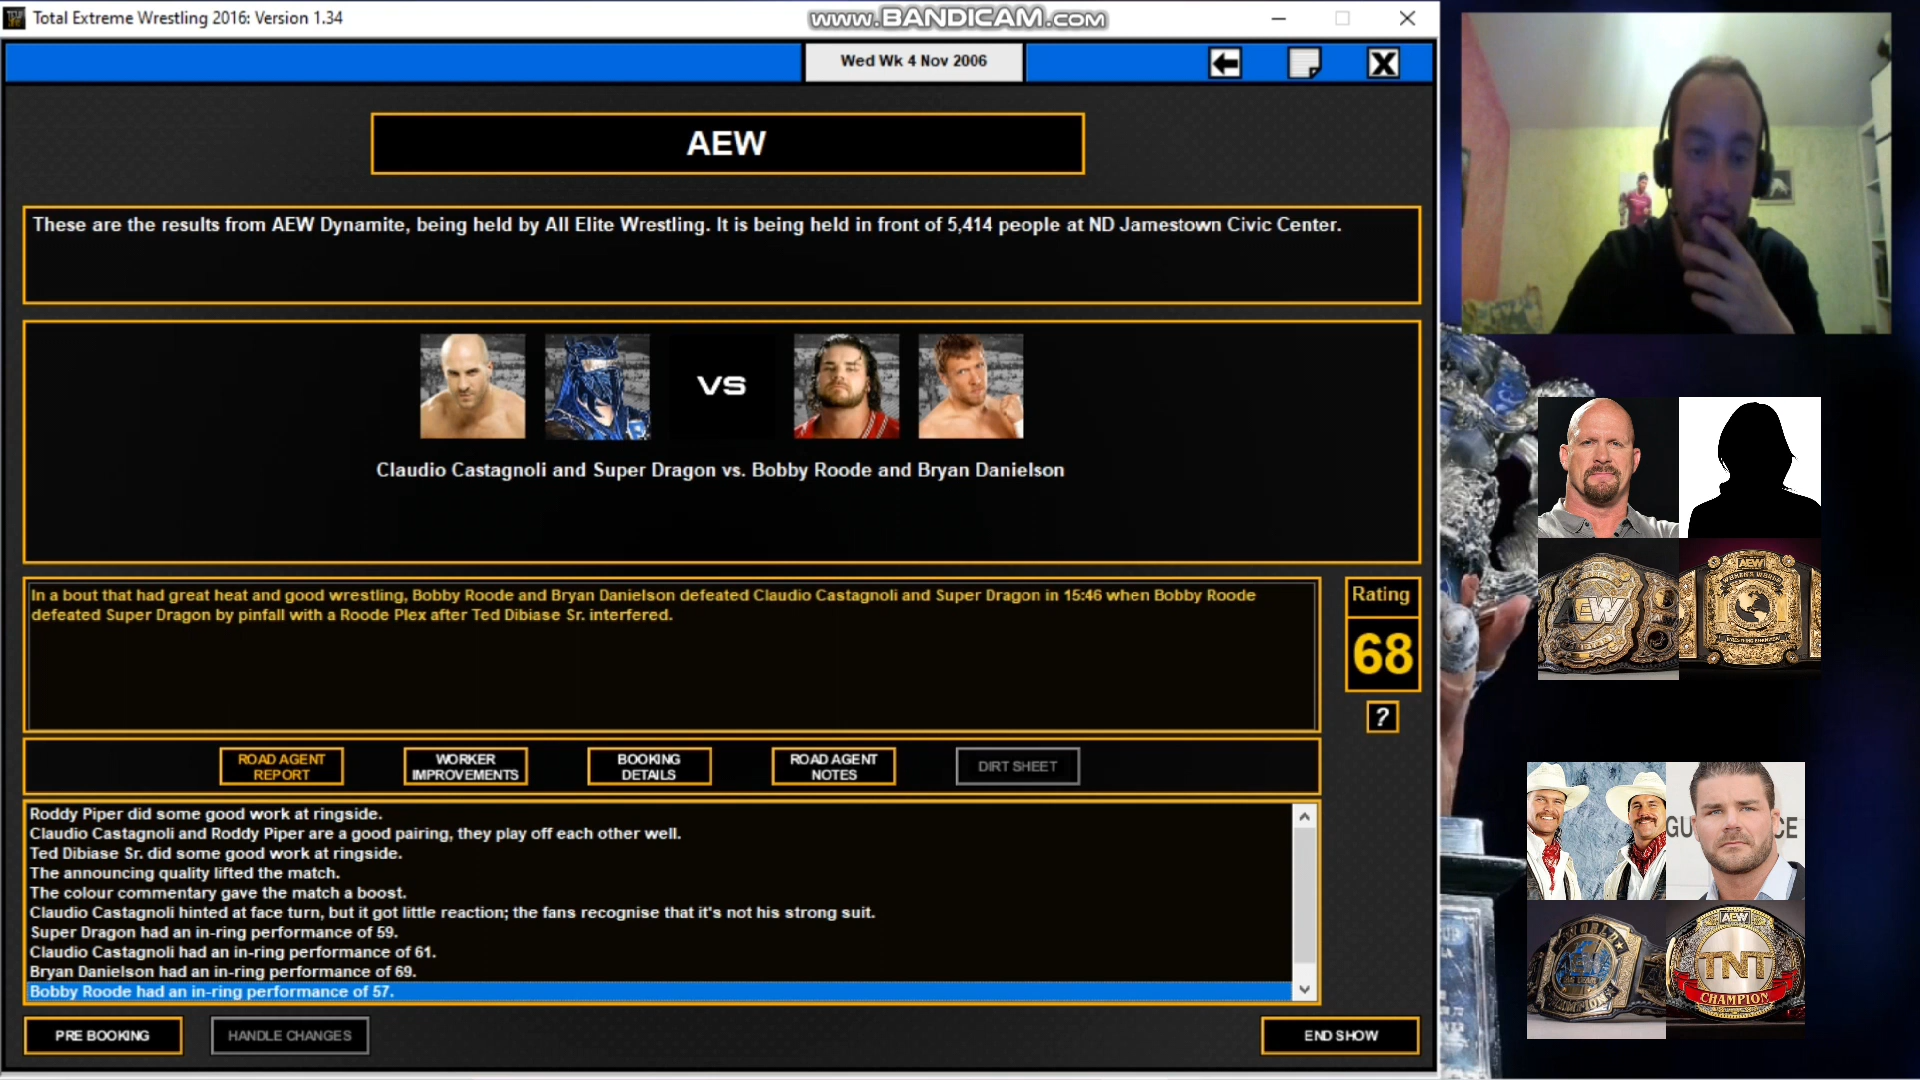 Total Extreme Wrestling 2016: Version 1.34
www.BANDICAM.com
Wed Wk 4 Nov 2006
AEW
These are the results from AEW Dynamite, being held by All Elite Wrestling. It is being held in front of 5,414 people at ND Jamestown Civic Center.
VS
Claudio Castagnoli and Super Dragon vs. Bobby Roode and Bryan Danielson
In a bout that had great heat and good wrestling, Bobby Roode and Bryan Danielson defeated Claudio Castagnoli and Super Dragon in 15:46 when Bobby Roode
defeated Super Dragon by pinfall with a Roode Plex after Ted Dibiase Sr. interfered.
Rating
68
?
ROAD AGENT
REPORT
WORKER
IMPROVEMENTS
BOOKING
DETAILS
ROAD AGENT
NOTES
DIRT SHEET
Roddy Piper did some good work at ringside.
Claudio Castagnoli and Roddy Piper are a good pairing, they play off each other well.
Ted Dibiase Sr. did some good work at ringside.
The announcing quality lifted the match.
The colour commentary gave the match a boost.
Claudio Castagnoli hinted at face turn, but it got little reaction; the fans recognise that it's not his strong suit.
Super Dragon had an in-ring performance of 59.
Claudio Castagnoli had an in-ring performance of 61.
Bryan Danielson had an in-ring performance of 69.
Bobby Roode had an in-ring performance of 57.
PRE BOOKING
HANDLE CHANGES
END SHOW
AEW
AEW
GU CE
WORLD
AEW
TNT
CHAMPION